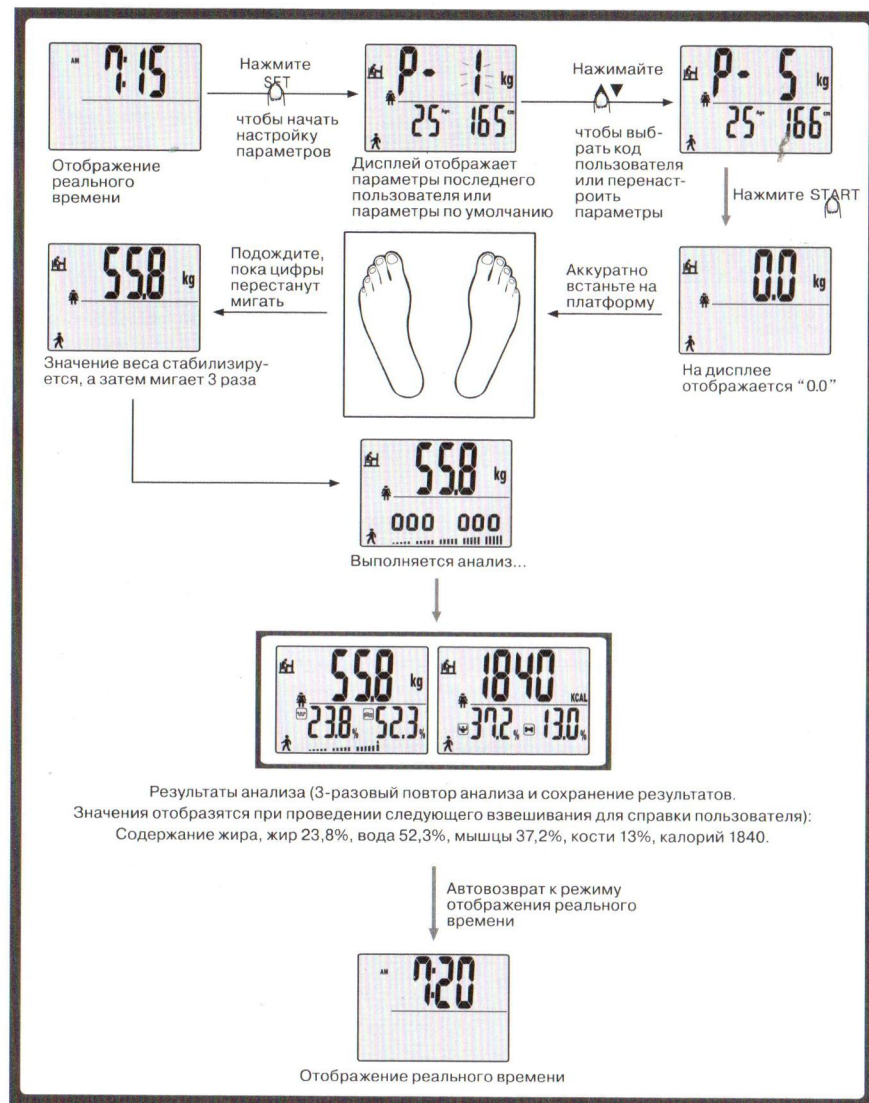 AM 7:15
Нажмите
SET
чтобы начать
настройку
параметров
Отображение
реального
времени
P- 1 kg
25 Age 165 cm
Дисплей отображает
параметры последнего
пользователя или
параметры по умолчанию
Нажимайте
▲▼
чтобы выб-
рать код
пользователя
или перенаст-
роить
параметры
P- 5 kg
25 Age 166 cm
Нажмите START
0.0 kg
На дисплее
отображается “0.0”
Аккуратно
встаньте на
платформу
Подождите,
пока цифры
перестанут
мигать
55.8 kg
Значение веса стабилизиру-
ется, а затем мигает 3 раза
55.8 kg
000 000
Выполняется анализ...
55.8 kg
23.8 % 52.3 %
1840 KCAL
37.2 % 13.0 %
Результаты анализа (3-разовый повтор анализа и сохранение результатов.
Значения отобразятся при проведении следующего взвешивания для справки пользователя):
Содержание жира, жир 23,8%, вода 52,3%, мышцы 37,2%, кости 13%, калорий 1840.
Автовозврат к режиму
отображения реального
времени
AM 7:20
Отображение реального времени